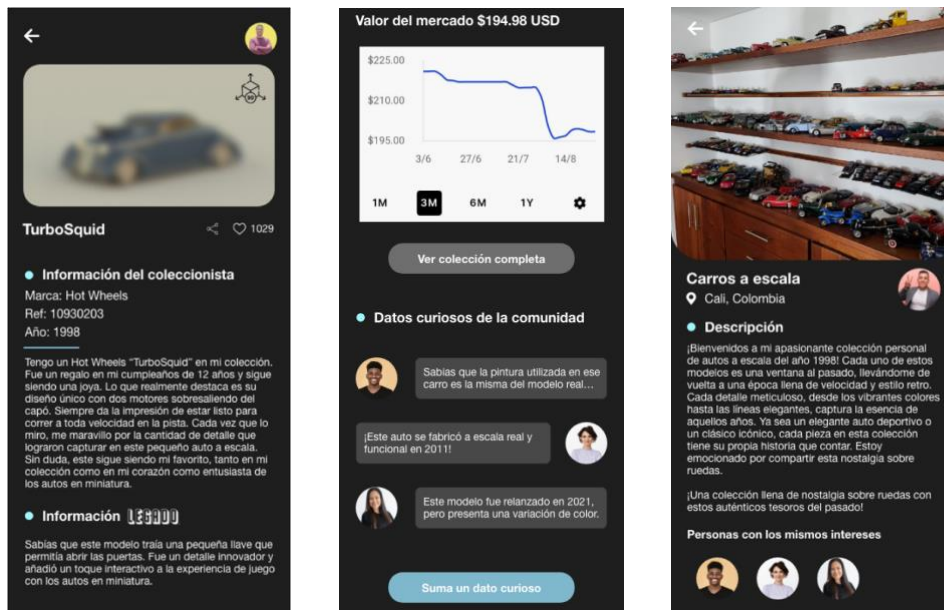 TurboSquid
1029
Información del coleccionista
Marca: Hot Wheels
Ref: 10930203
Año: 1998
Tengo un Hot Wheels “TurboSquid” en mi colección.
Fue un regalo en mi cumpleaños de 12 años y sigue
siendo una joya. Lo que realmente destaca es su
diseño único con dos motores sobresaliendo del
capó. Siempre da la impresión de estar listo para
correr a toda velocidad en la pista. Cada vez que lo
miro, me maravillo por la cantidad de detalle que
lograron capturar en este pequeño auto a escala.
Sin duda, este sigue siendo mi favorito, tanto en mi
colección como en mi corazón como entusiasta de
los autos en miniatura.
Información LEGADO
Sabías que este modelo traía una pequeña llave que
permitía abrir las puertas. Fue un detalle innovador y
añadió un toque interactivo a la experiencia de juego
con los autos en miniatura.
Valor del mercado $194.98 USD
$225.00
$210.00
$195.00
3/6 27/6 21/7 14/8
1M 3M 6M 1Y
Ver colección completa
Datos curiosos de la comunidad
Sabias que la pintura utilizada en ese
carro es la misma del modelo real...
¡Este auto se fabricó a escala real y
funcional en 2011!
Este modelo fue relanzado en 2021,
pero presenta una variación de color.
Suma un dato curioso
Carros a escala
Cali, Colombia
Descripción
¡Bienvenidos a mi apasionante colección personal
de autos a escala del año 1998! Cada uno de estos
modelos es una ventana al pasado, llevándome de
vuelta a una época llena de velocidad y estilo retro.
Cada detalle meticuloso, desde los vibrantes colores
hasta las líneas elegantes, captura la esencia de
aquellos años. Ya sea un elegante auto deportivo o
un clásico icónico, cada pieza en esta colección
tiene su propia historia que contar. Estoy
emocionado por compartir esta nostalgia sobre
ruedas.
¡Una colección llena de nostalgia sobre ruedas con
estos auténticos tesoros del pasado!
Personas con los mismos intereses